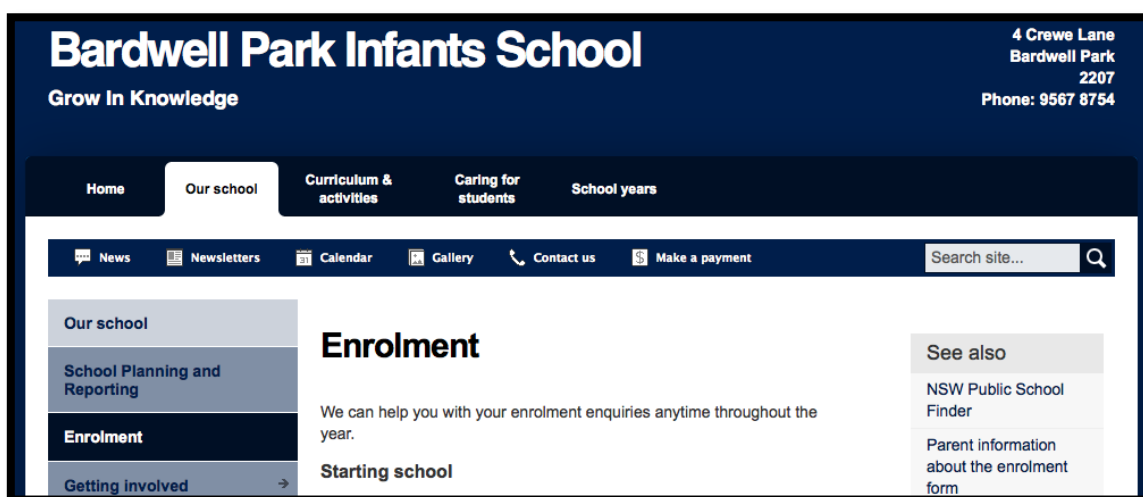 Bardwell Park Infants School
Grow In Knowledge
4 Crewe Lane
Bardwell Park
2207
Phone: 9567 8754
Home
Our school
Curriculum &
activities
Caring for
students
School years
News
Newsletters
31
Calendar
Gallery
Contact us
$
Make a payment
Search site...
Our school
School Planning and
Reporting
Enrolment
Getting involved
Enrolment
We can help you with your enrolment enquiries anytime throughout the
year.
Starting school
See also
NSW Public School
Finder
Parent information
about the enrolment
form